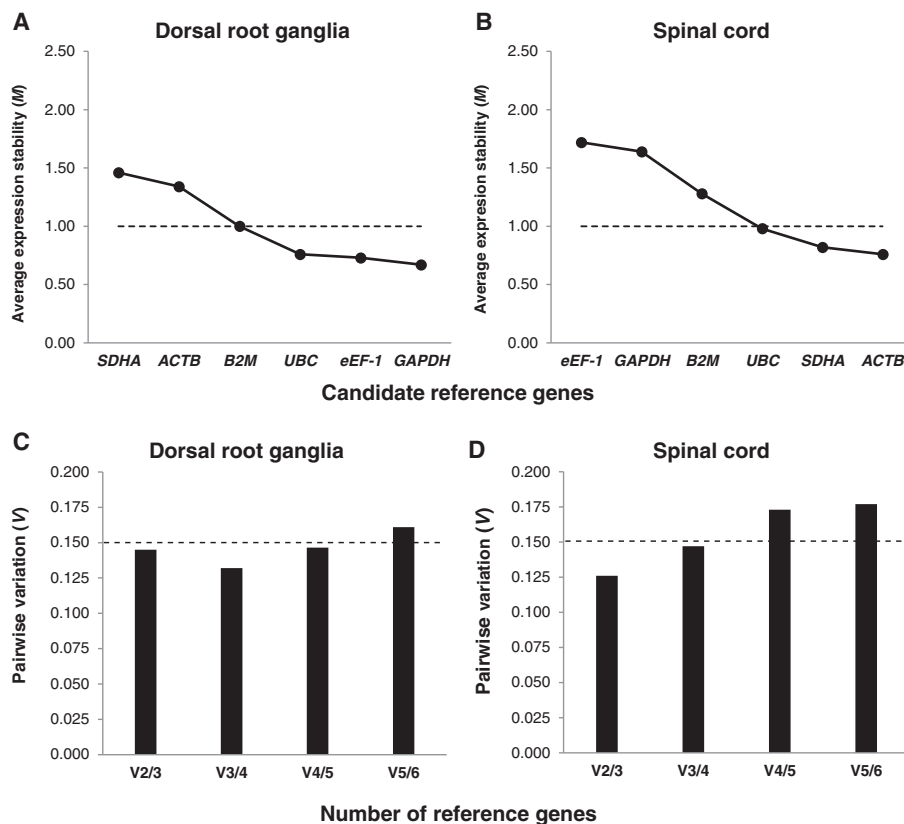 A
Dorsal root ganglia
Average expression stability (M)
2.50
2.00
1.50
1.00
0.50
0.00
SDHA ACTB B2M UBC eEF-1 GAPDH
B
Spinal cord
Average expression stability (M)
2.50
2.00
1.50
1.00
0.50
0.00
eEF-1 GAPDH B2M UBC SDHA ACTB
Candidate reference genes
C
Dorsal root ganglia
Pairwise variation (V)
0.200
0.175
0.150
0.125
0.100
0.075
0.050
0.025
0.000
V2/3 V3/4 V4/5 V5/6
D
Spinal cord
Pairwise variation (V)
0.200
0.175
0.150
0.125
0.100
0.075
0.050
0.025
0.000
V2/3 V3/4 V4/5 V5/6
Number of reference genes